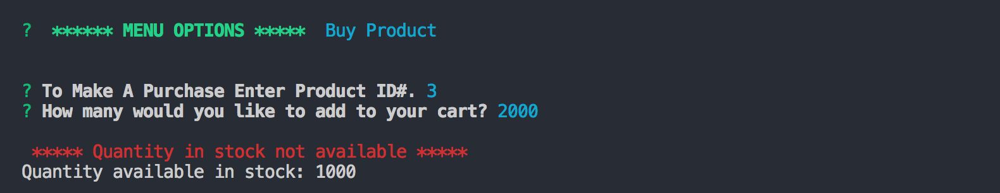 ? ****** MENU OPTIONS ***** Buy Product
? To Make A Purchase Enter Product ID#. 3
? How many would you like to add to your cart? 2000
***** Quantity in stock not available *****
Quantity available in stock: 1000